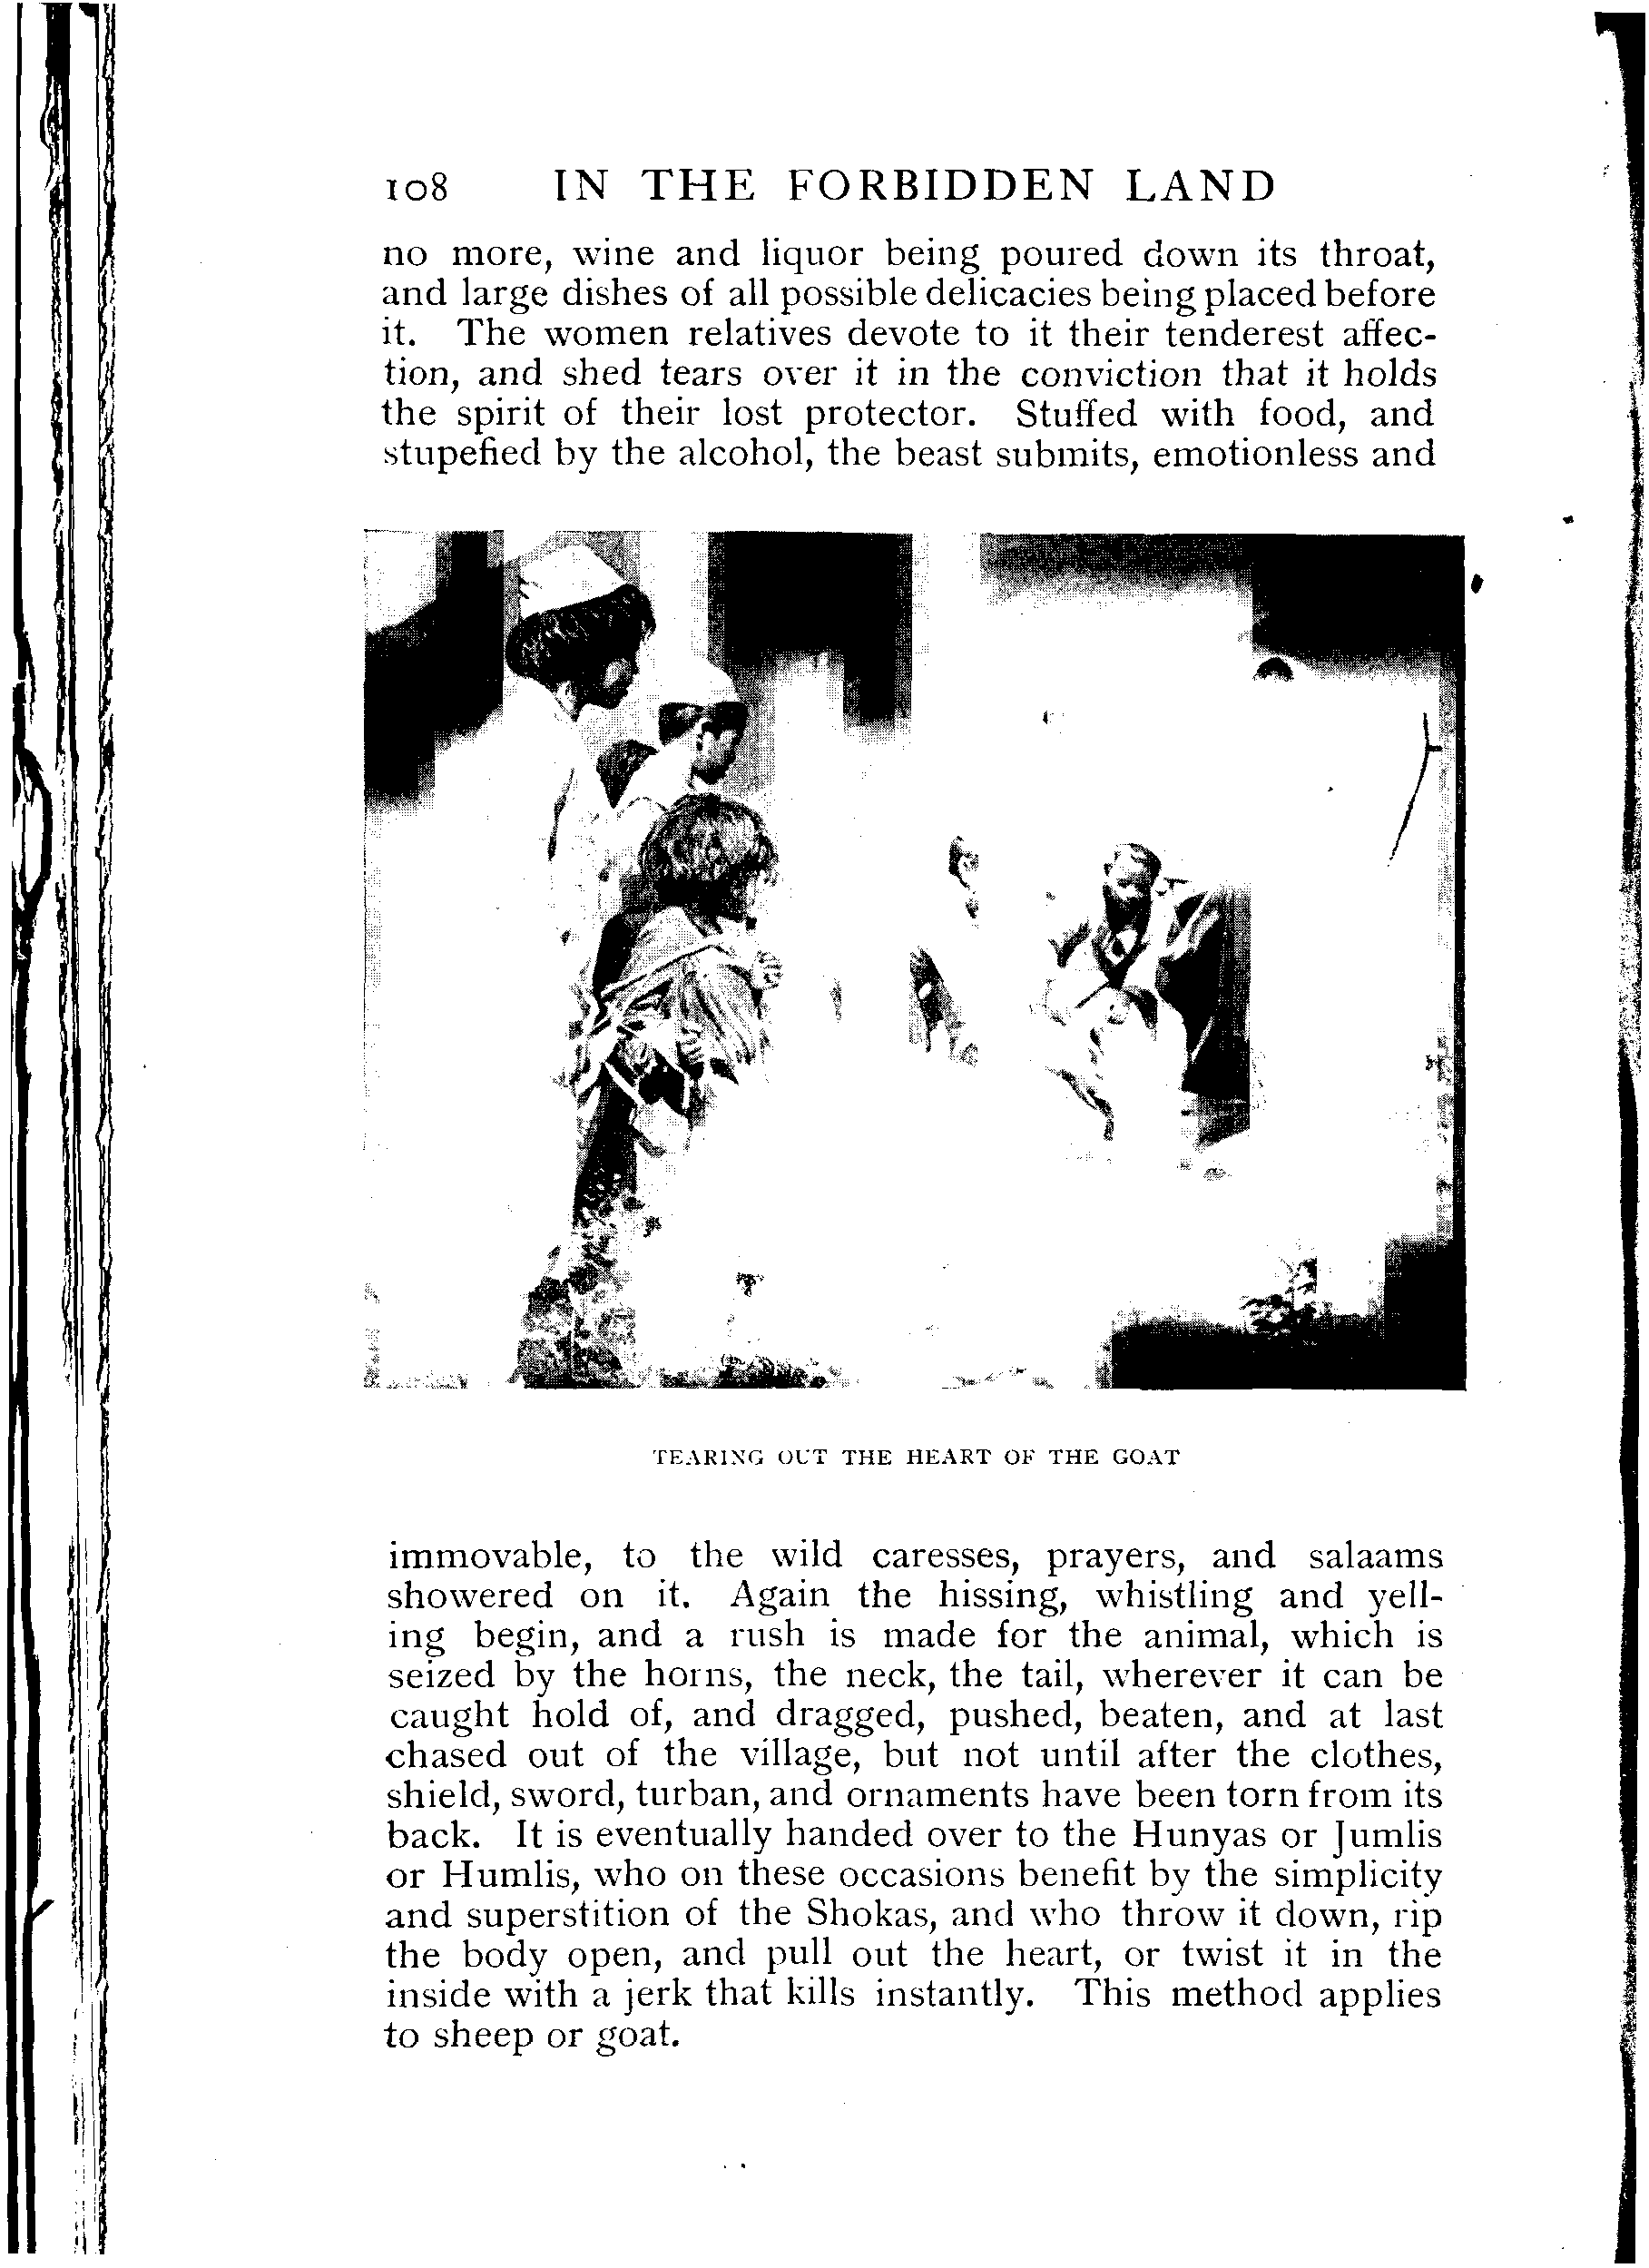 108 IN THE FORBIDDEN LAND
no more, wine and liquor being poured down its throat,
and large dishes of all possible delicacies being placed before
it. The women relatives devote to it their tenderest affec-
tion, and shed tears over it in the conviction that it holds
the spirit of their lost protector. Stuffed with food, and
stupefied by the alcohol, the beast submits, emotionless and
TEARING OUT THE HEART OF THE GOAT
immovable, to the wild caresses, prayers, and salaams
showered on it. Again the hissing, whistling and yell-
ing begin, and a rush is made for the animal, which is
seized by the horns, the neck, the tail, wherever it can be
caught hold of, and dragged, pushed, beaten, and at last
chased out of the village, but not until after the clothes,
shield, sword, turban, and ornaments have been torn from its
back. It is eventually handed over to the Hunyas or Jumlis
or Humlis, who on these occasions benefit by the simplicity
and superstition of the Shokas, and who throw it down, rip
the body open, and pull out the heart, or twist it in the
inside with a jerk that kills instantly. This method applies
to sheep or goat.